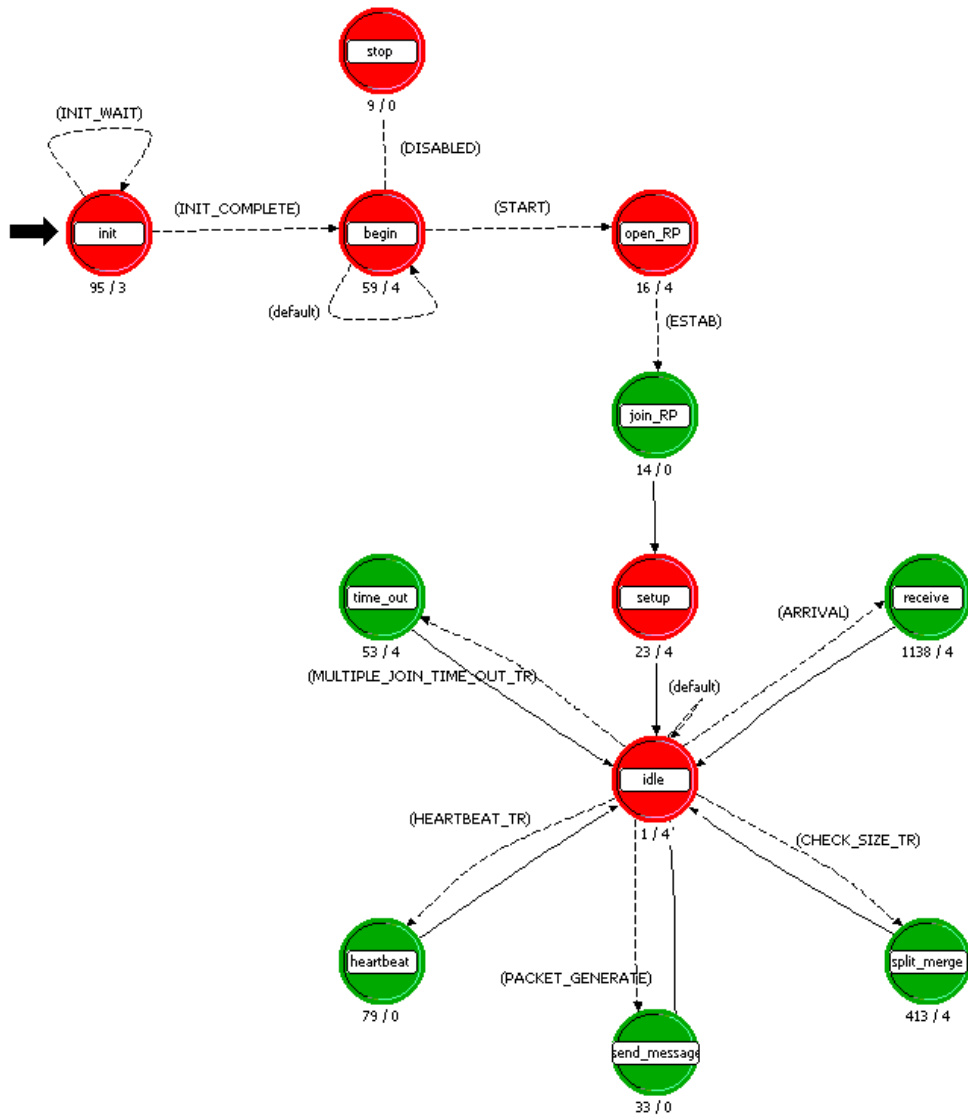 stop
9 / 0
(INIT_WAIT)
(DISABLED)
(INIT_COMPLETE)
(START)
init
begin
open_RP
95 / 3
59 / 4
16 / 4
(default)
(ESTAB)
join_RP
14 / 0
time_out
setup
receive
(ARRIVAL)
53 / 4
23 / 4
1138 / 4
(MULTIPLE_JOIN_TIME_OUT_TR)
(default)
idle
(HEARTBEAT_TR)
1 / 4
(CHECK_SIZE_TR)
heartbeat
split_merge
(PACKET_GENERATE)
79 / 0
413 / 4
send_message
33 / 0